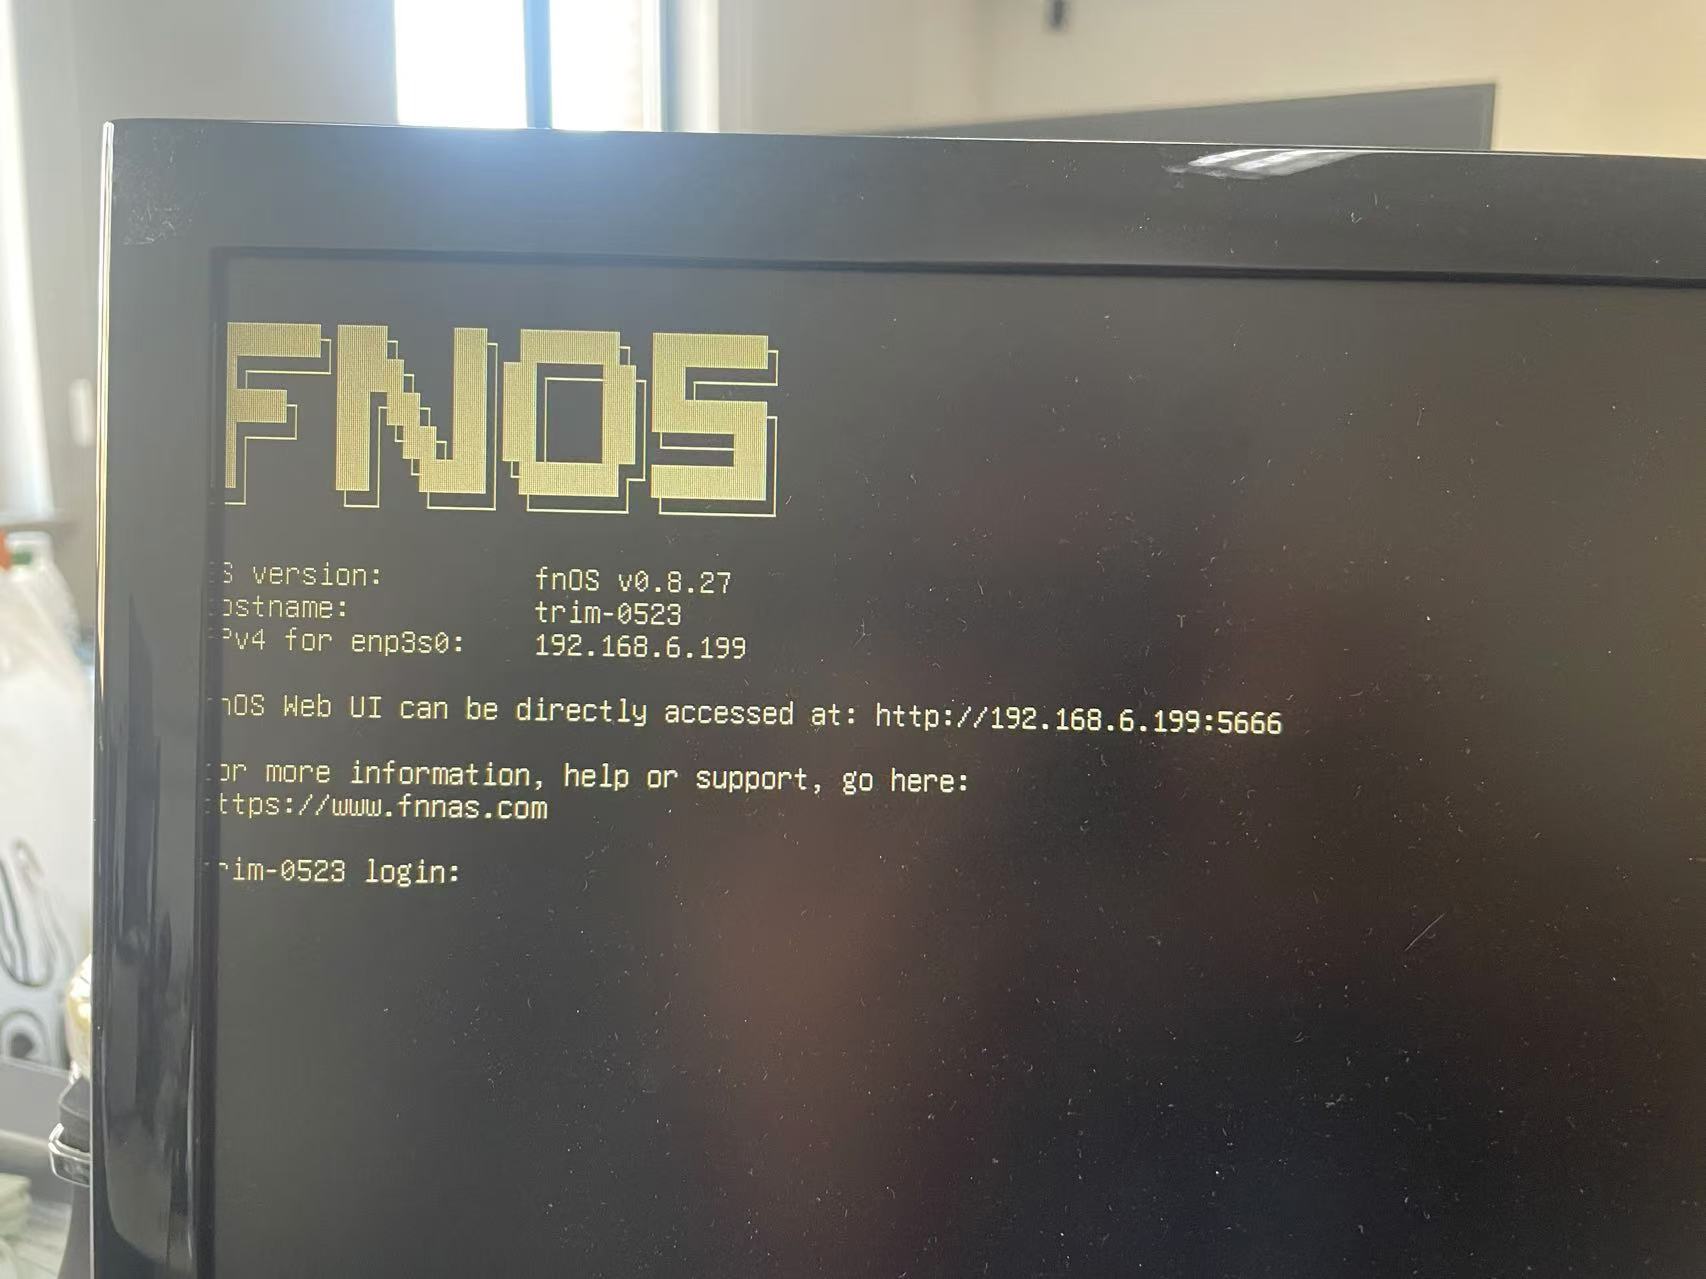 FNOS
S version: fnOS v0.8.27
ostname: trim-0523
Pv4 for enp3s0: 192.168.6.199
nOS Web UI can be directly accessed at: http://192.168.6.199:5666
or more information, help or support, go here:
ttps://www.fnnas.com
rim-0523 login: